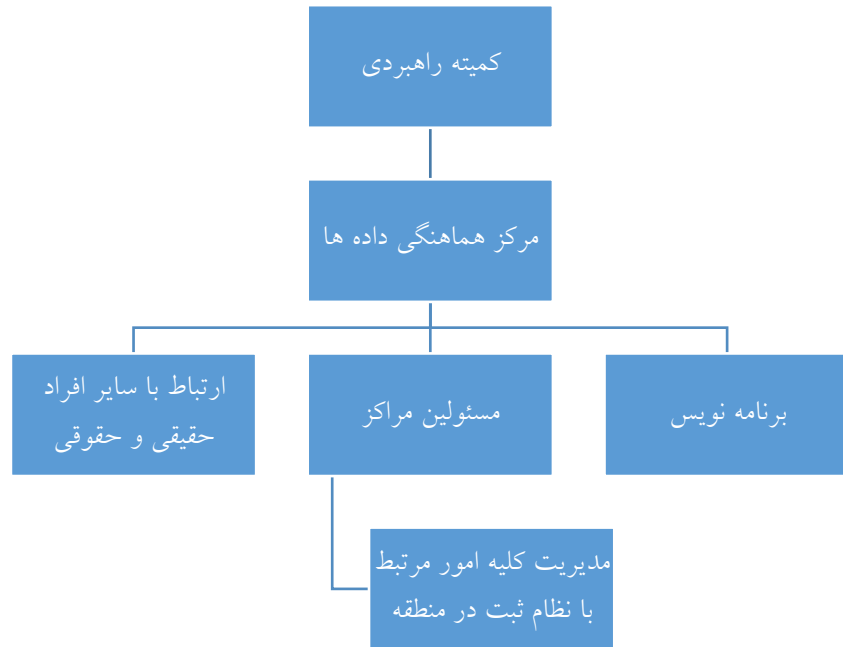 کمیته راهبردی
مرکز هماهنگی داده ها
برنامه نویس
مسئولین مراکز
ارتباط با سایر افراد
حقیقی و حقوقی
مدیریت کلیه امور مرتبط
با نظام ثبت در منطقه